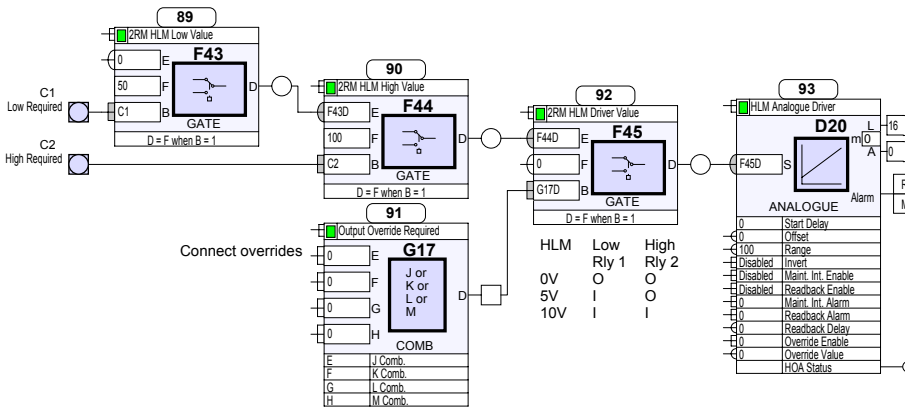 89
2RM HLM Low Value
F43
0 E
50 F D
C1 B
GATE
D = F when B = 1
C1
Low Required
C2
High Required
90
2RM HLM High Value
F44
F43D E
100 F D
C2 B
GATE
D = F when B = 1
91
Output Override Required
G17
Connect overrides
0 E
0 F
0 G
0 H
J or
K or
L or
M
D
COMB
E J Comb.
F K Comb.
G L Comb.
H M Comb.
92
2RM HLM Driver Value
F45
F44D E
0 F D
G17D B
GATE
D = F when B = 1
HLM Low High
Rly 1 Rly 2
0V O O
5V I O
10V I I
93
HLM Analogue Driver
D20
F45D S
L 16
m 0
A 0
Alarm
ANALOGUE
0 Start Delay
0 Offset
100 Range
Disabled Invert
Disabled Maint. Int. Enable
Disabled Readback Enable
0 Maint. Int. Alarm
0 Readback Alarm
0 Readback Delay
0 Override Enable
0 Override Value
HOA Status